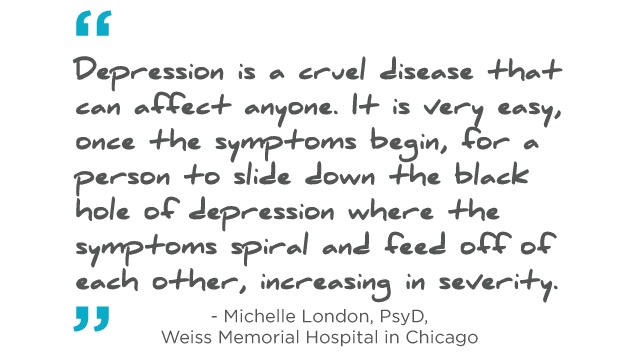 “
Depression is a cruel disease that
can affect anyone. It is very easy,
once the symptoms begin, for a
person to slide down the black
hole of depression where the
symptoms spiral and feed off of
each other, increasing in severity.
”
- Michelle London, PsyD,
Weiss Memorial Hospital in Chicago